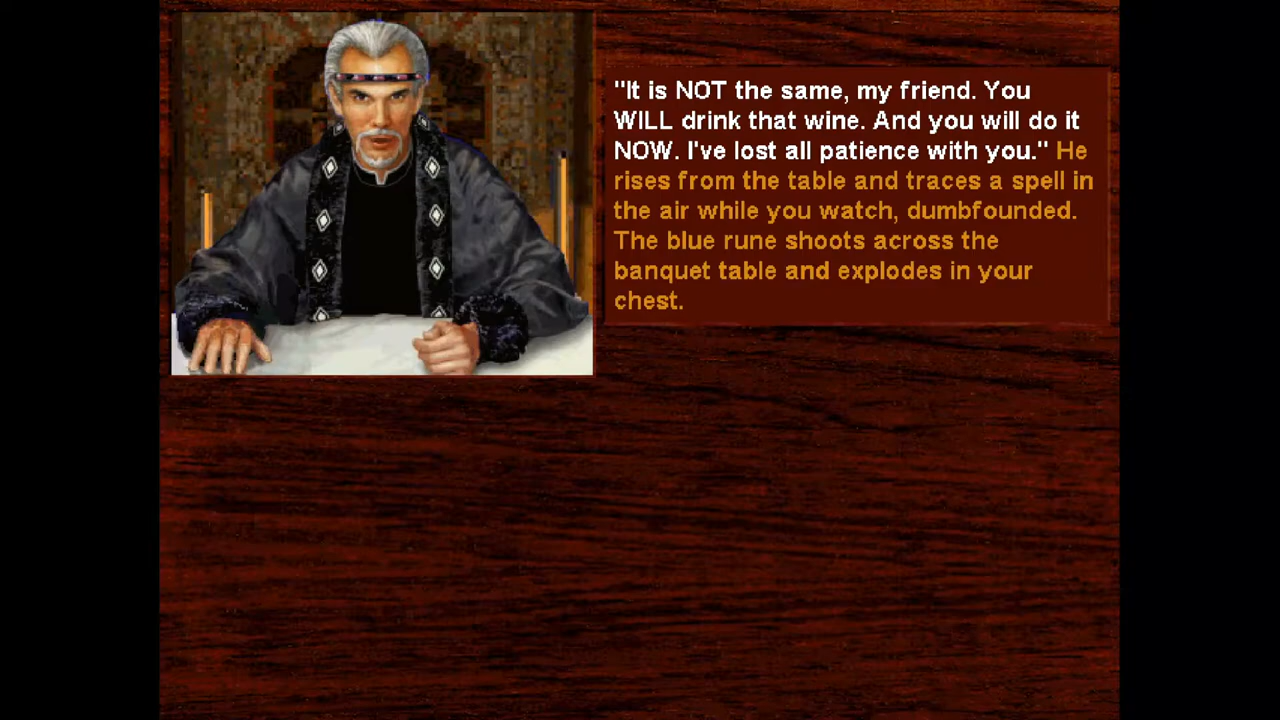 "It is NOT the same, my friend. You
WILL drink that wine. And you will do it
NOW. I've lost all patience with you." He
rises from the table and traces a spell in
the air while you watch, dumbfounded.
The blue rune shoots across the
banquet table and explodes in your
chest.